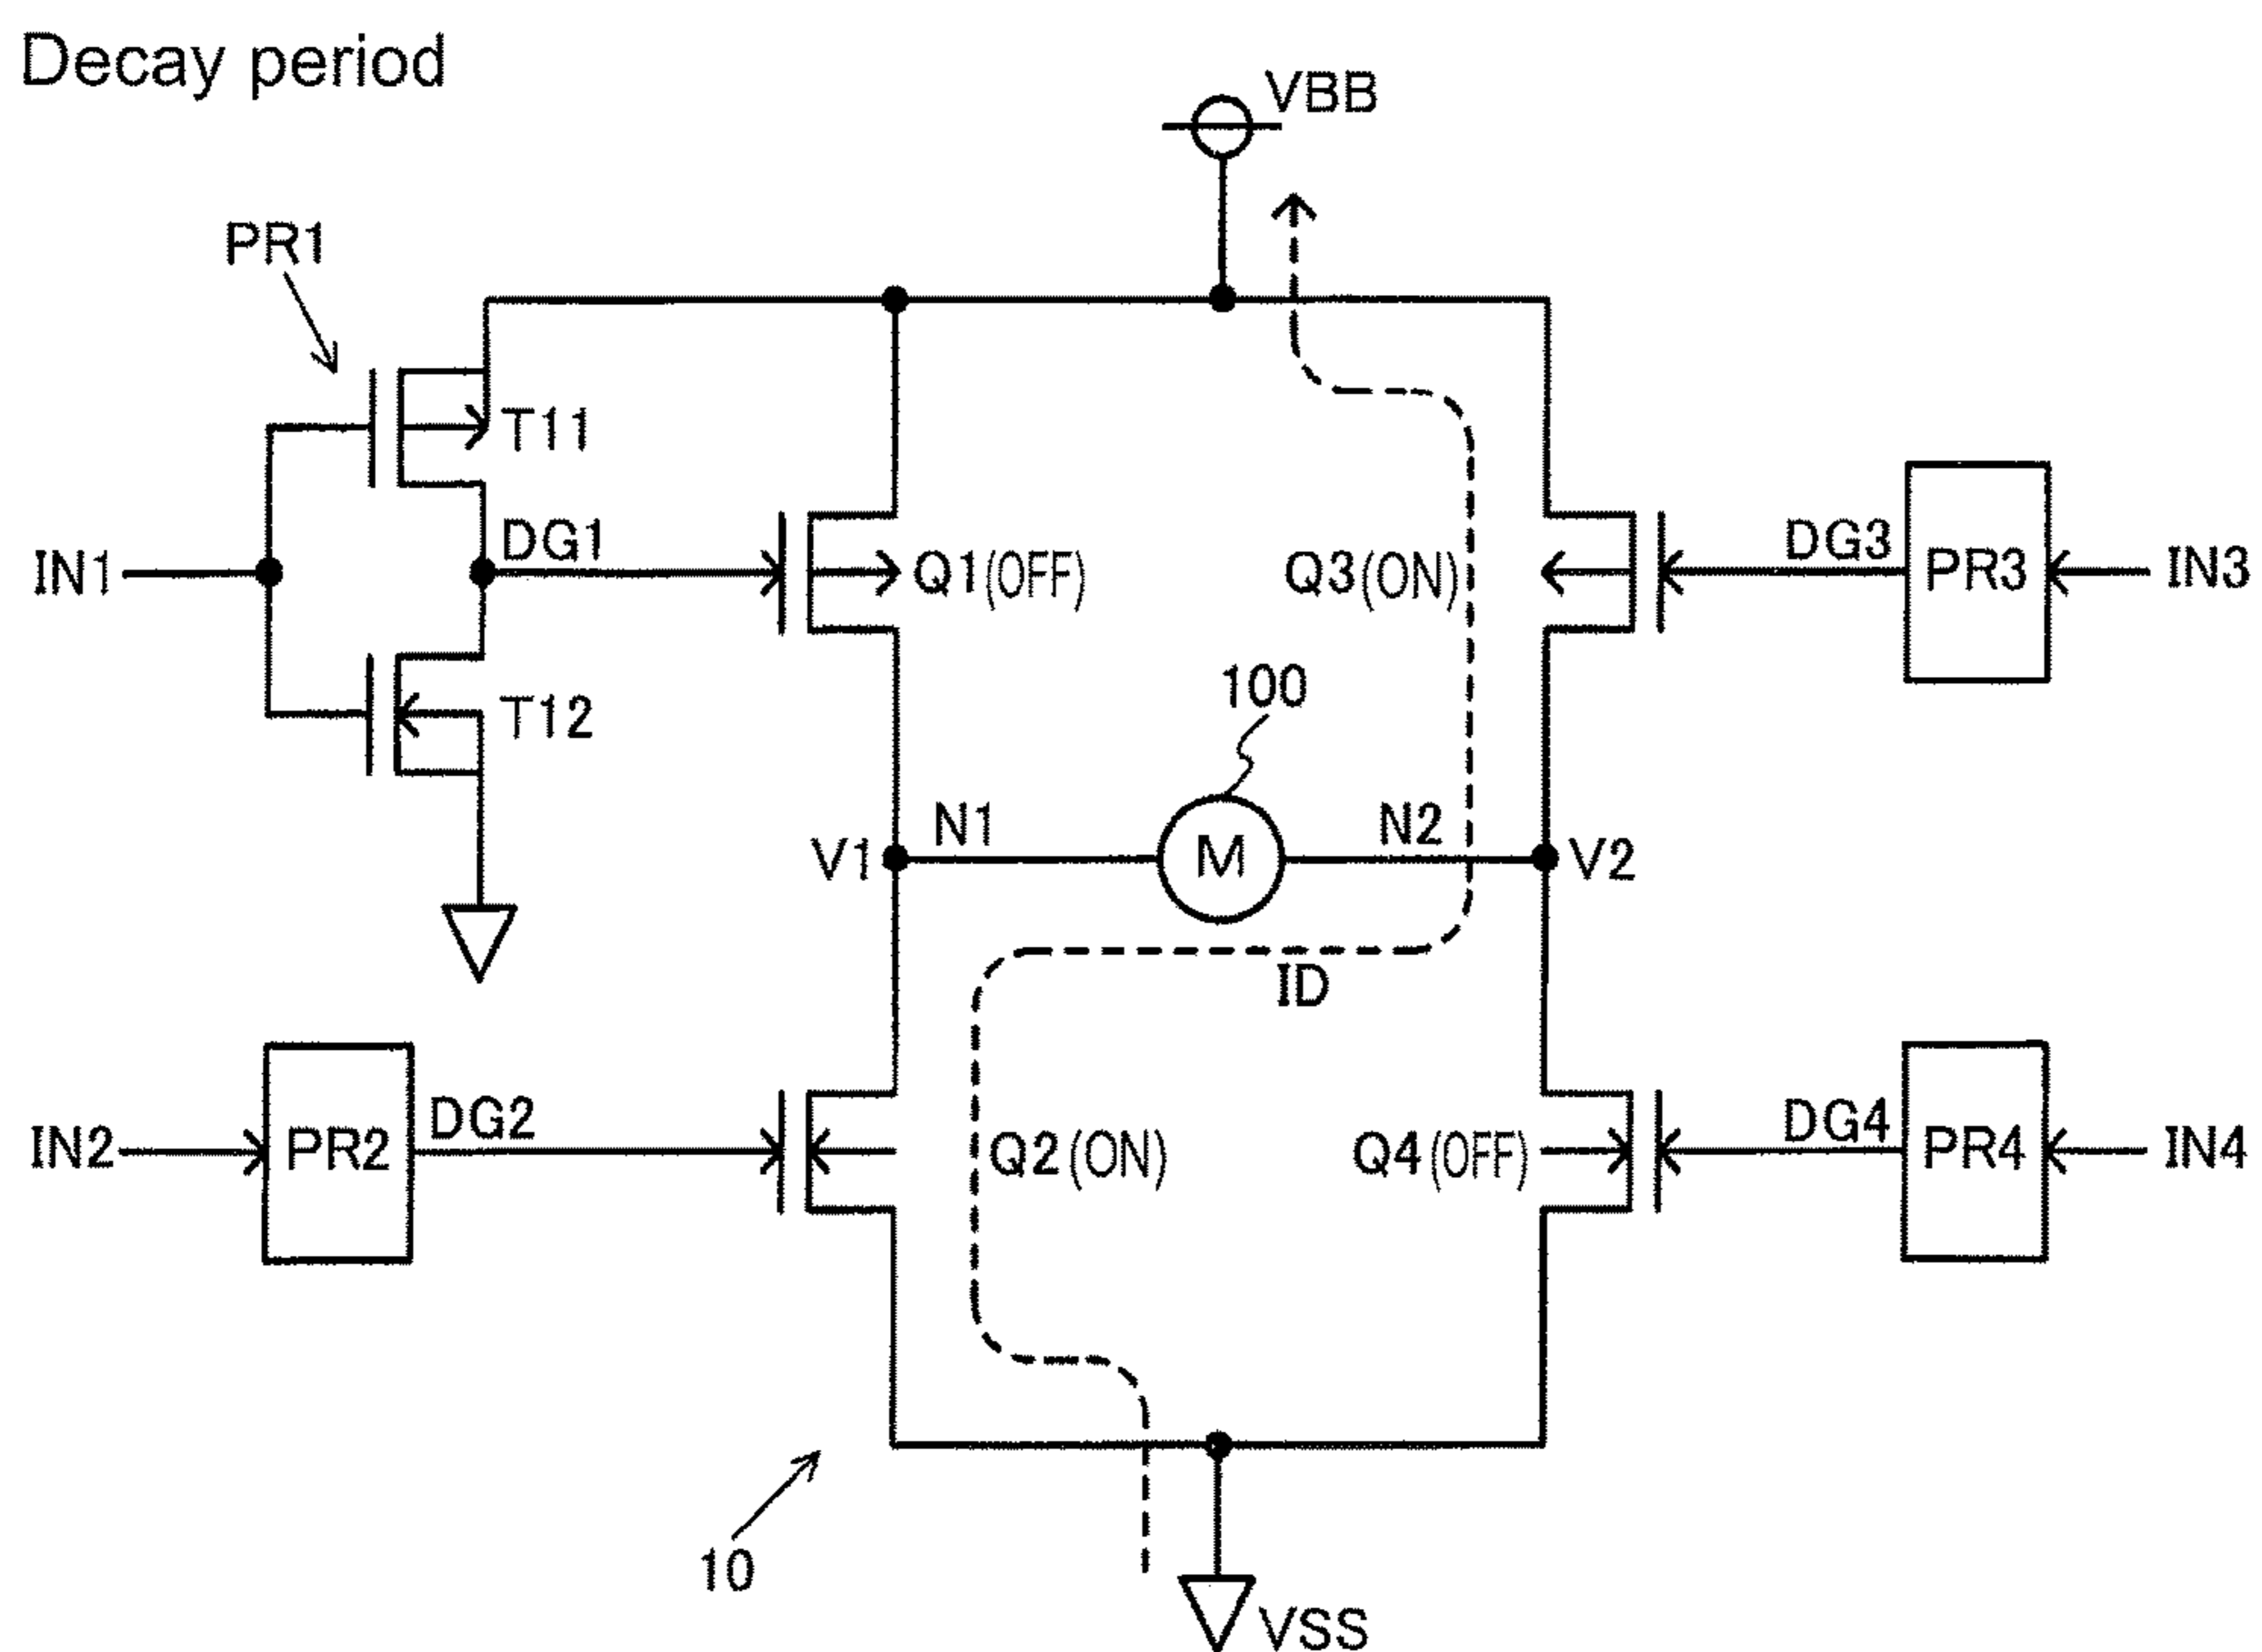 Decay period
VBB
PR1
T11
IN1
DG1
Q1(OFF)
Q3(ON)
DG3
PR3
IN3
T12
100
V1
N1
M
N2
V2
ID
IN2
PR2
DG2
Q2(ON)
Q4(OFF)
DG4
PR4
IN4
10
VSS